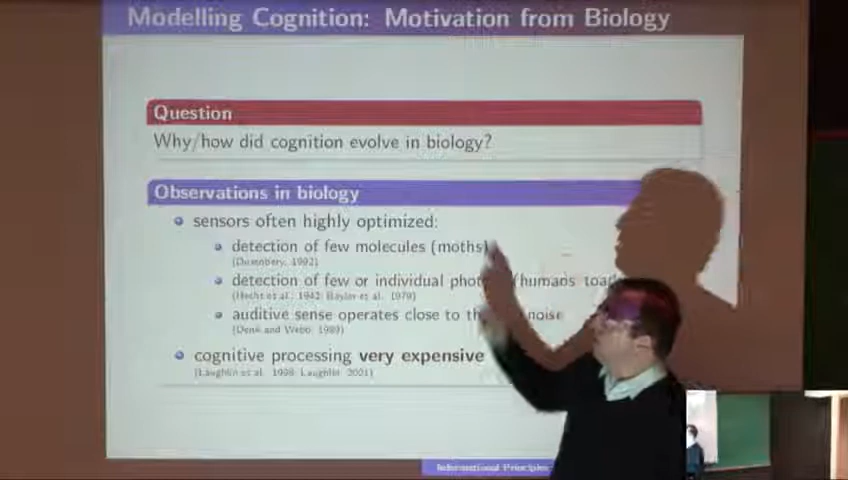 Modelling Cognition: Motivation from Biology
Question
Why/how did cognition evolve in biology?
Observations in biology
sensors often highly optimized:
detection of few molecules (moths)
(Dusenbery, 1992)
detection of few or individual (humans
(Hecht et al., 1942; Baylor et al., 1979)
auditive sense operates close to noise
(Denk and Webb, 1989)
cognitive processing very expensive
(Laughlin et al., 1998; Laughlin, 2001)
Informational Principles